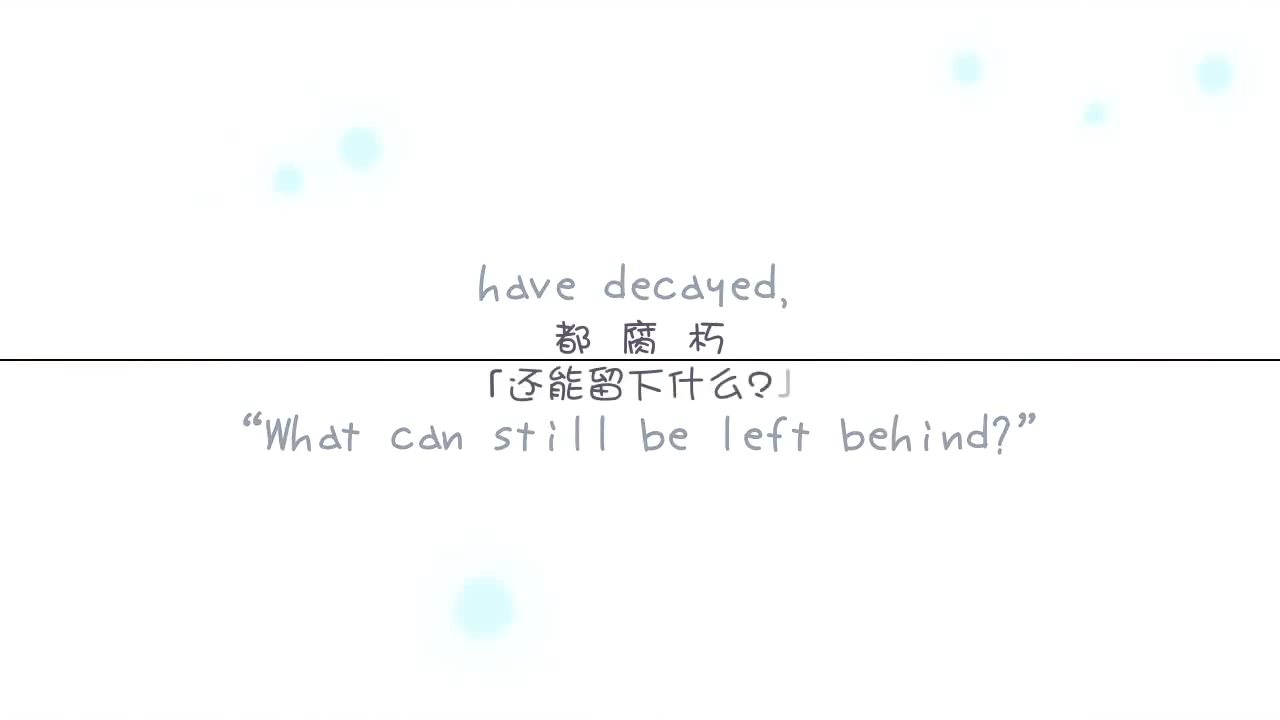 have decayed,
都 腐 朽
「还能留下什么?」
“What can still be left behind?”